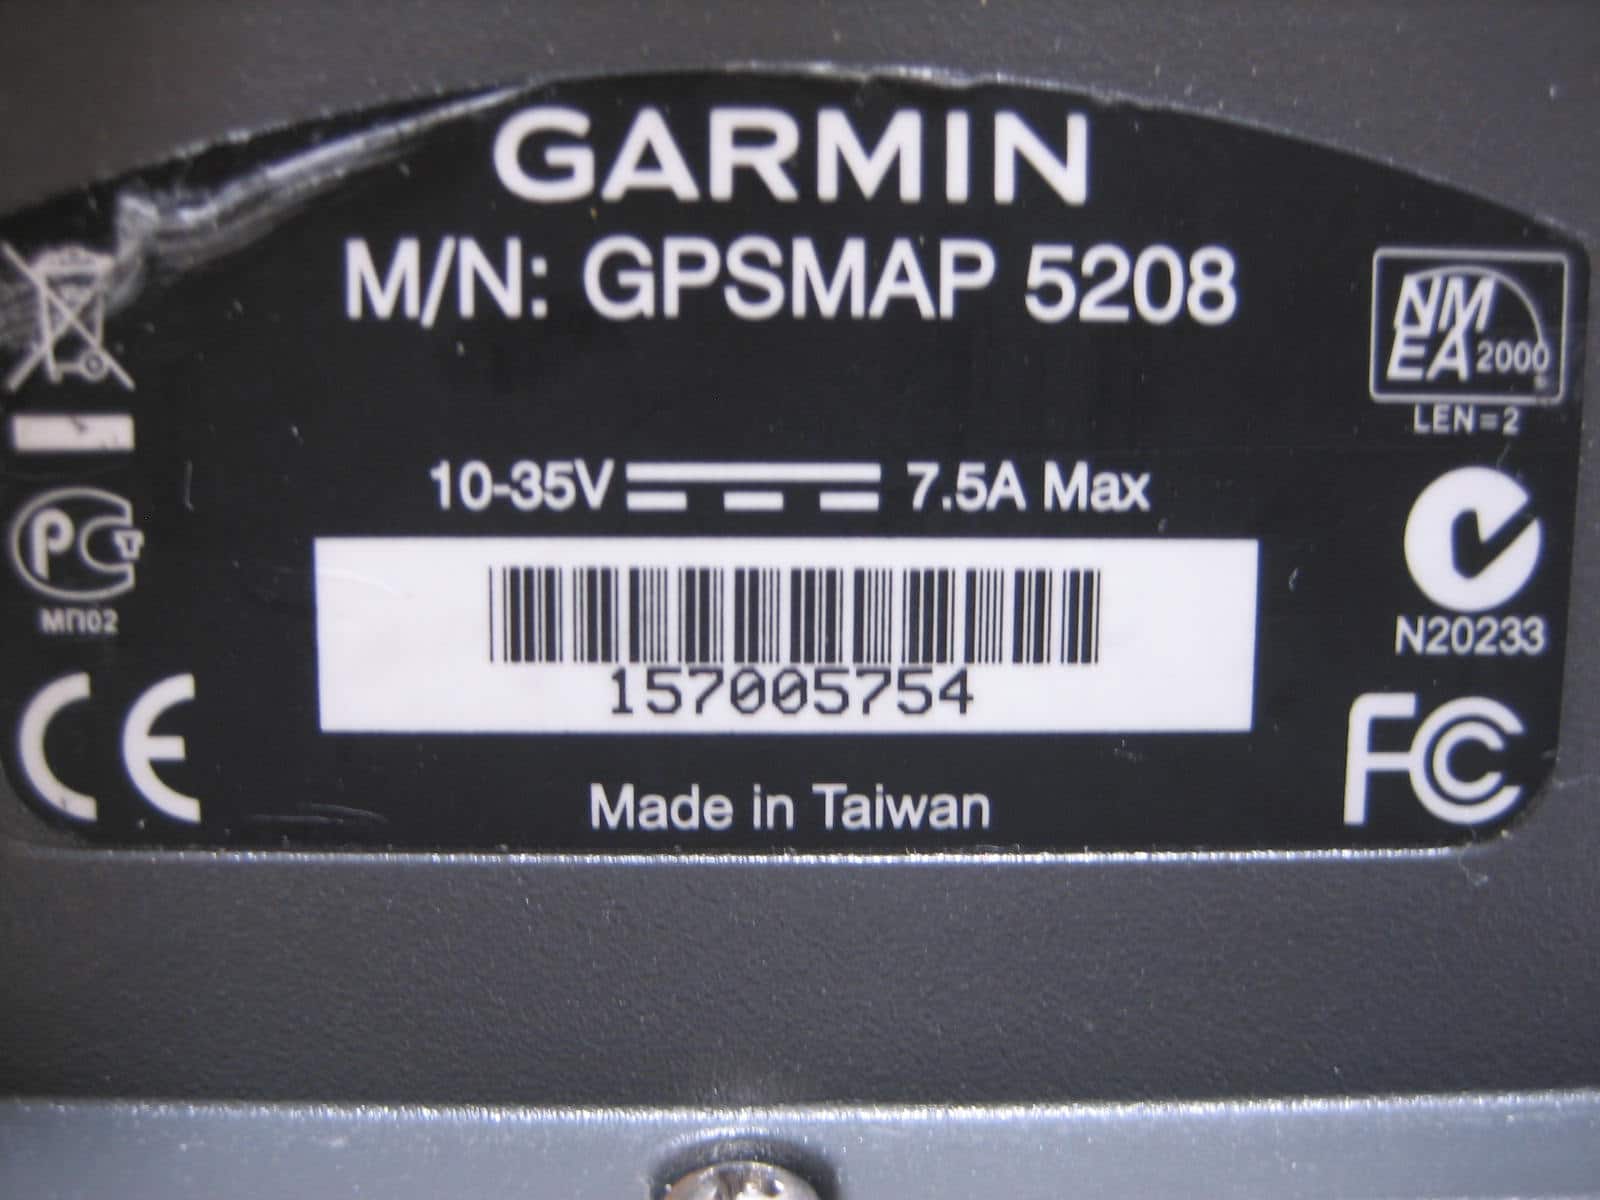 GARMIN
M/N: GPSMAP 5208
NMEA 2000®
LEN=2
10-35V 7.5A Max
РСТ
МП02
N20233
157005754
CE
Made in Taiwan
FC